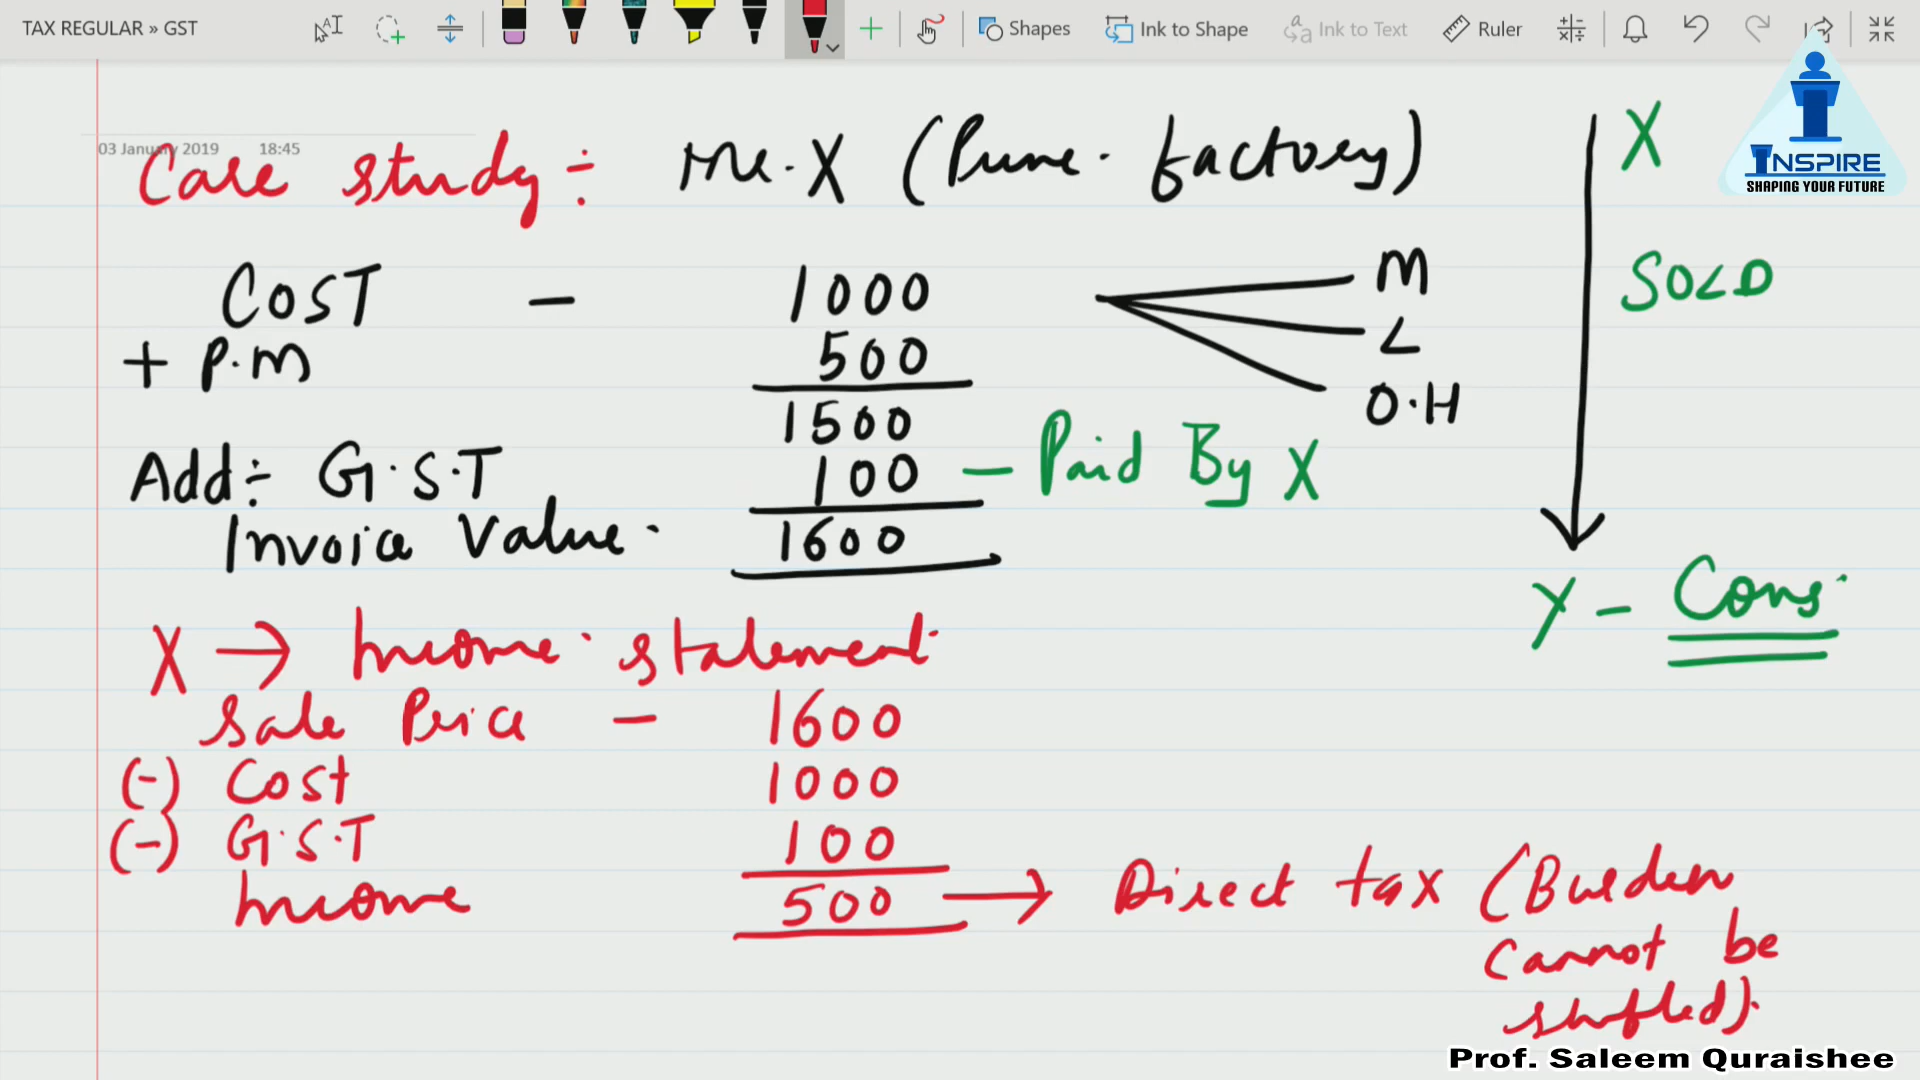 TAX REGULAR » GST
Shapes
Ink to Shape
Ink to Text
Ruler
INSPIRE
SHAPING YOUR FUTURE
03 January 2019 18:45
Case study ÷ Mr. X (Pune. factory)
X
COST - 1000
M
SOLD
+ P.M 500
L
O.H
1500
Add ÷ G.S.T 100 - Paid By X
Invoice Value. 1600
Y - Cons.
X → Income. statement.
Sale Price - 1600
(-) Cost 1000
(-) G.S.T 100
Income 500 → Direct tax (Burden
cannot be
shifted).
Prof. Saleem Quraishee